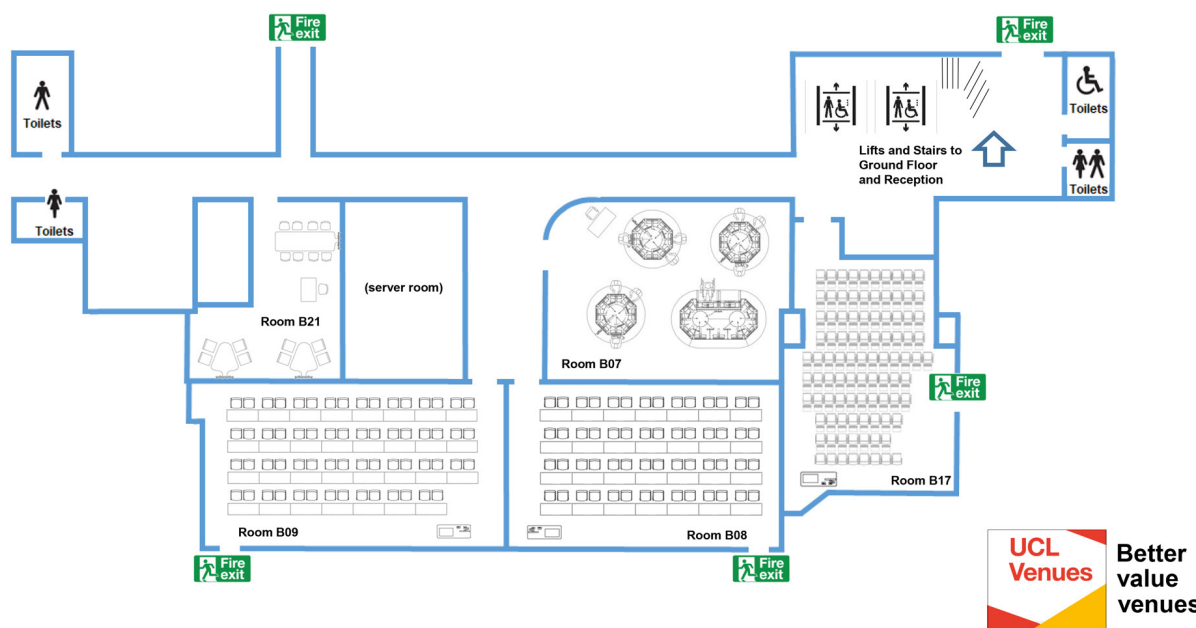 Fire
exit
Fire
exit
Toilets
Toilets
Lifts and Stairs to
Ground Floor
and Reception
Toilets
Toilets
(server room)
Room B21
Room B07
Fire
exit
Room B17
Room B09
Room B08
Fire
exit
Fire
exit
UCL
Venues
Better
value
venues